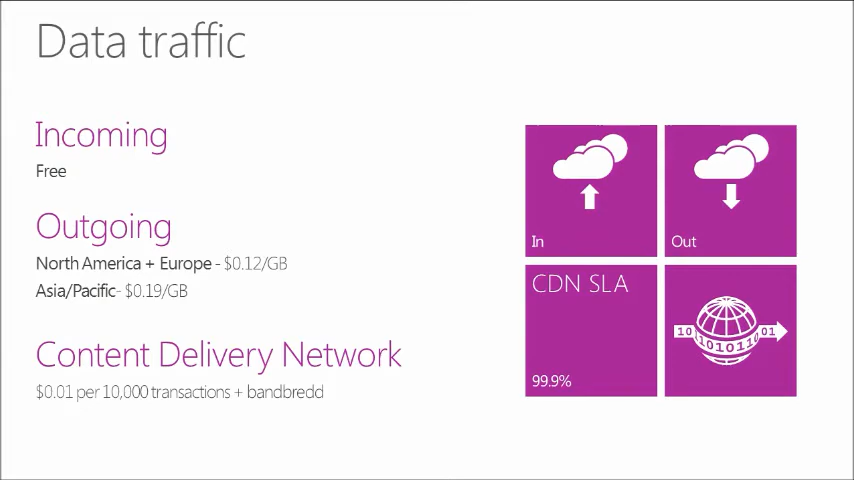 Data traffic
Incoming
Free
Outgoing
North America + Europe - $0.12/GB
Asia/Pacific- $0.19/GB
Content Delivery Network
$0.01 per 10,000 transactions + bandbredd
In
Out
CDN SLA
99.9%
10 101011010 01